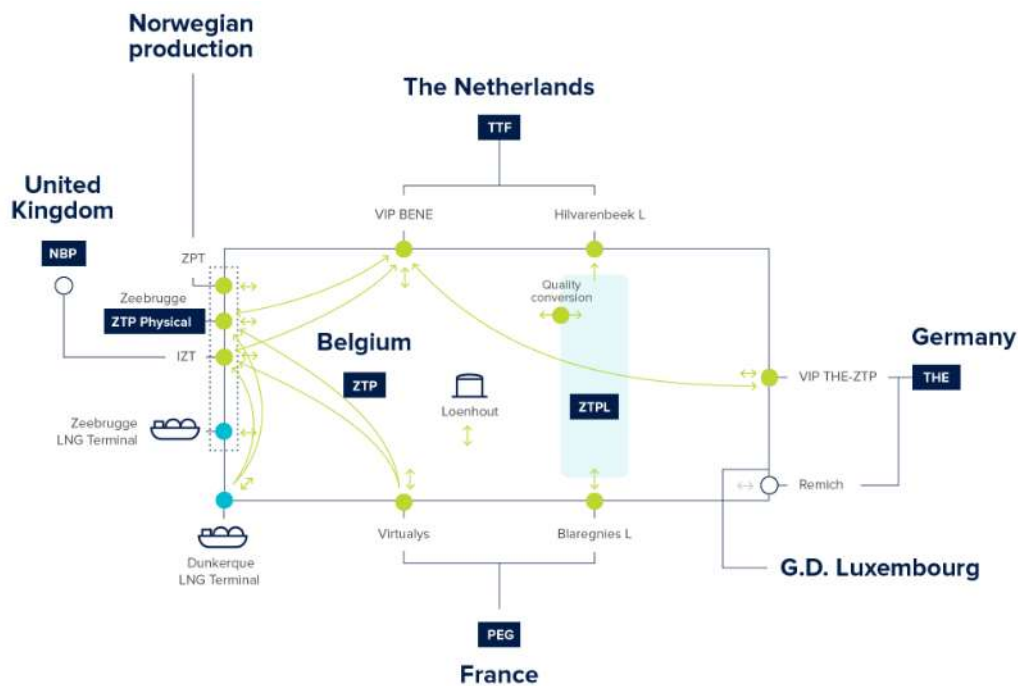 Norwegian
production
The Netherlands
TTF
United
Kingdom
NBP
VIP BENE
Hilvarenbeek L
ZPT
Zeebrugge
ZTP Physical
IZT
Quality
conversion
Belgium
ZTP
Loenhout
ZTPL
Germany
VIP THE-ZTP
THE
Zeebrugge
LNG Terminal
Remich
Virtualys
Blaregnies L
Dunkerque
LNG Terminal
G.D. Luxembourg
PEG
France